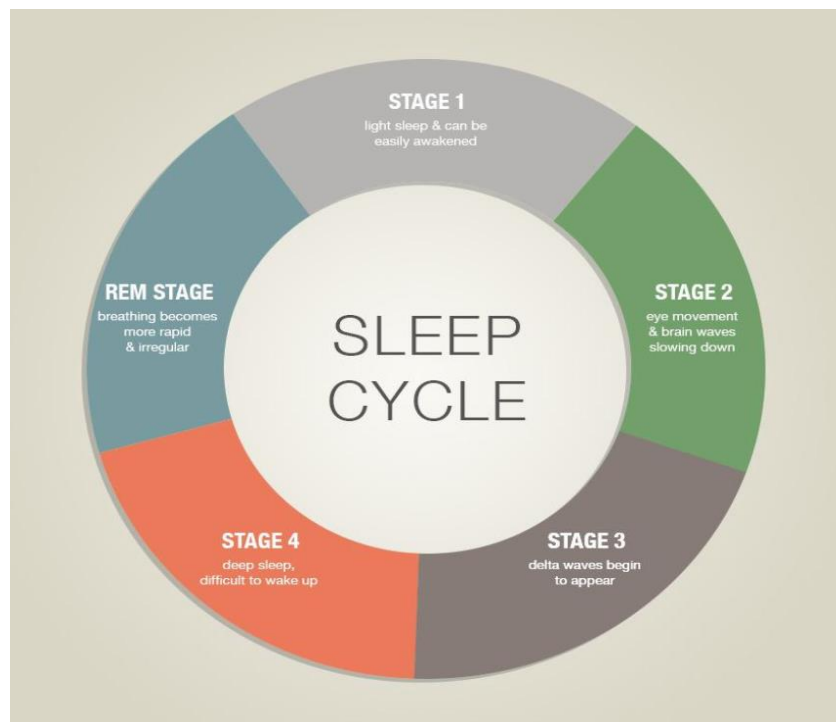 SLEEP
CYCLE
STAGE 1
light sleep & can be
easily awakened
STAGE 2
eye movement
& brain waves
slowing down
STAGE 3
delta waves begin
to appear
STAGE 4
deep sleep,
difficult to wake up
REM STAGE
breathing becomes
more rapid
& irregular